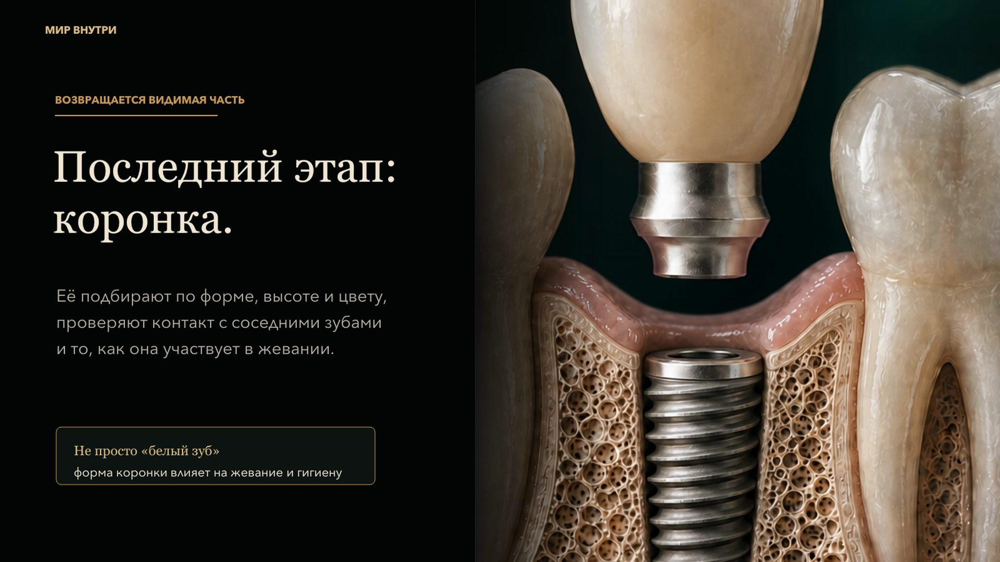 МИР ВНУТРИ
ВОЗВРАЩАЕТСЯ ВИДИМАЯ ЧАСТЬ
Последний этап:
коронка.
Её подбирают по форме, высоте и цвету,
проверяют контакт с соседними зубами
и то, как она участвует в жевании.
Не просто «белый зуб»
форма коронки влияет на жевание и гигиену